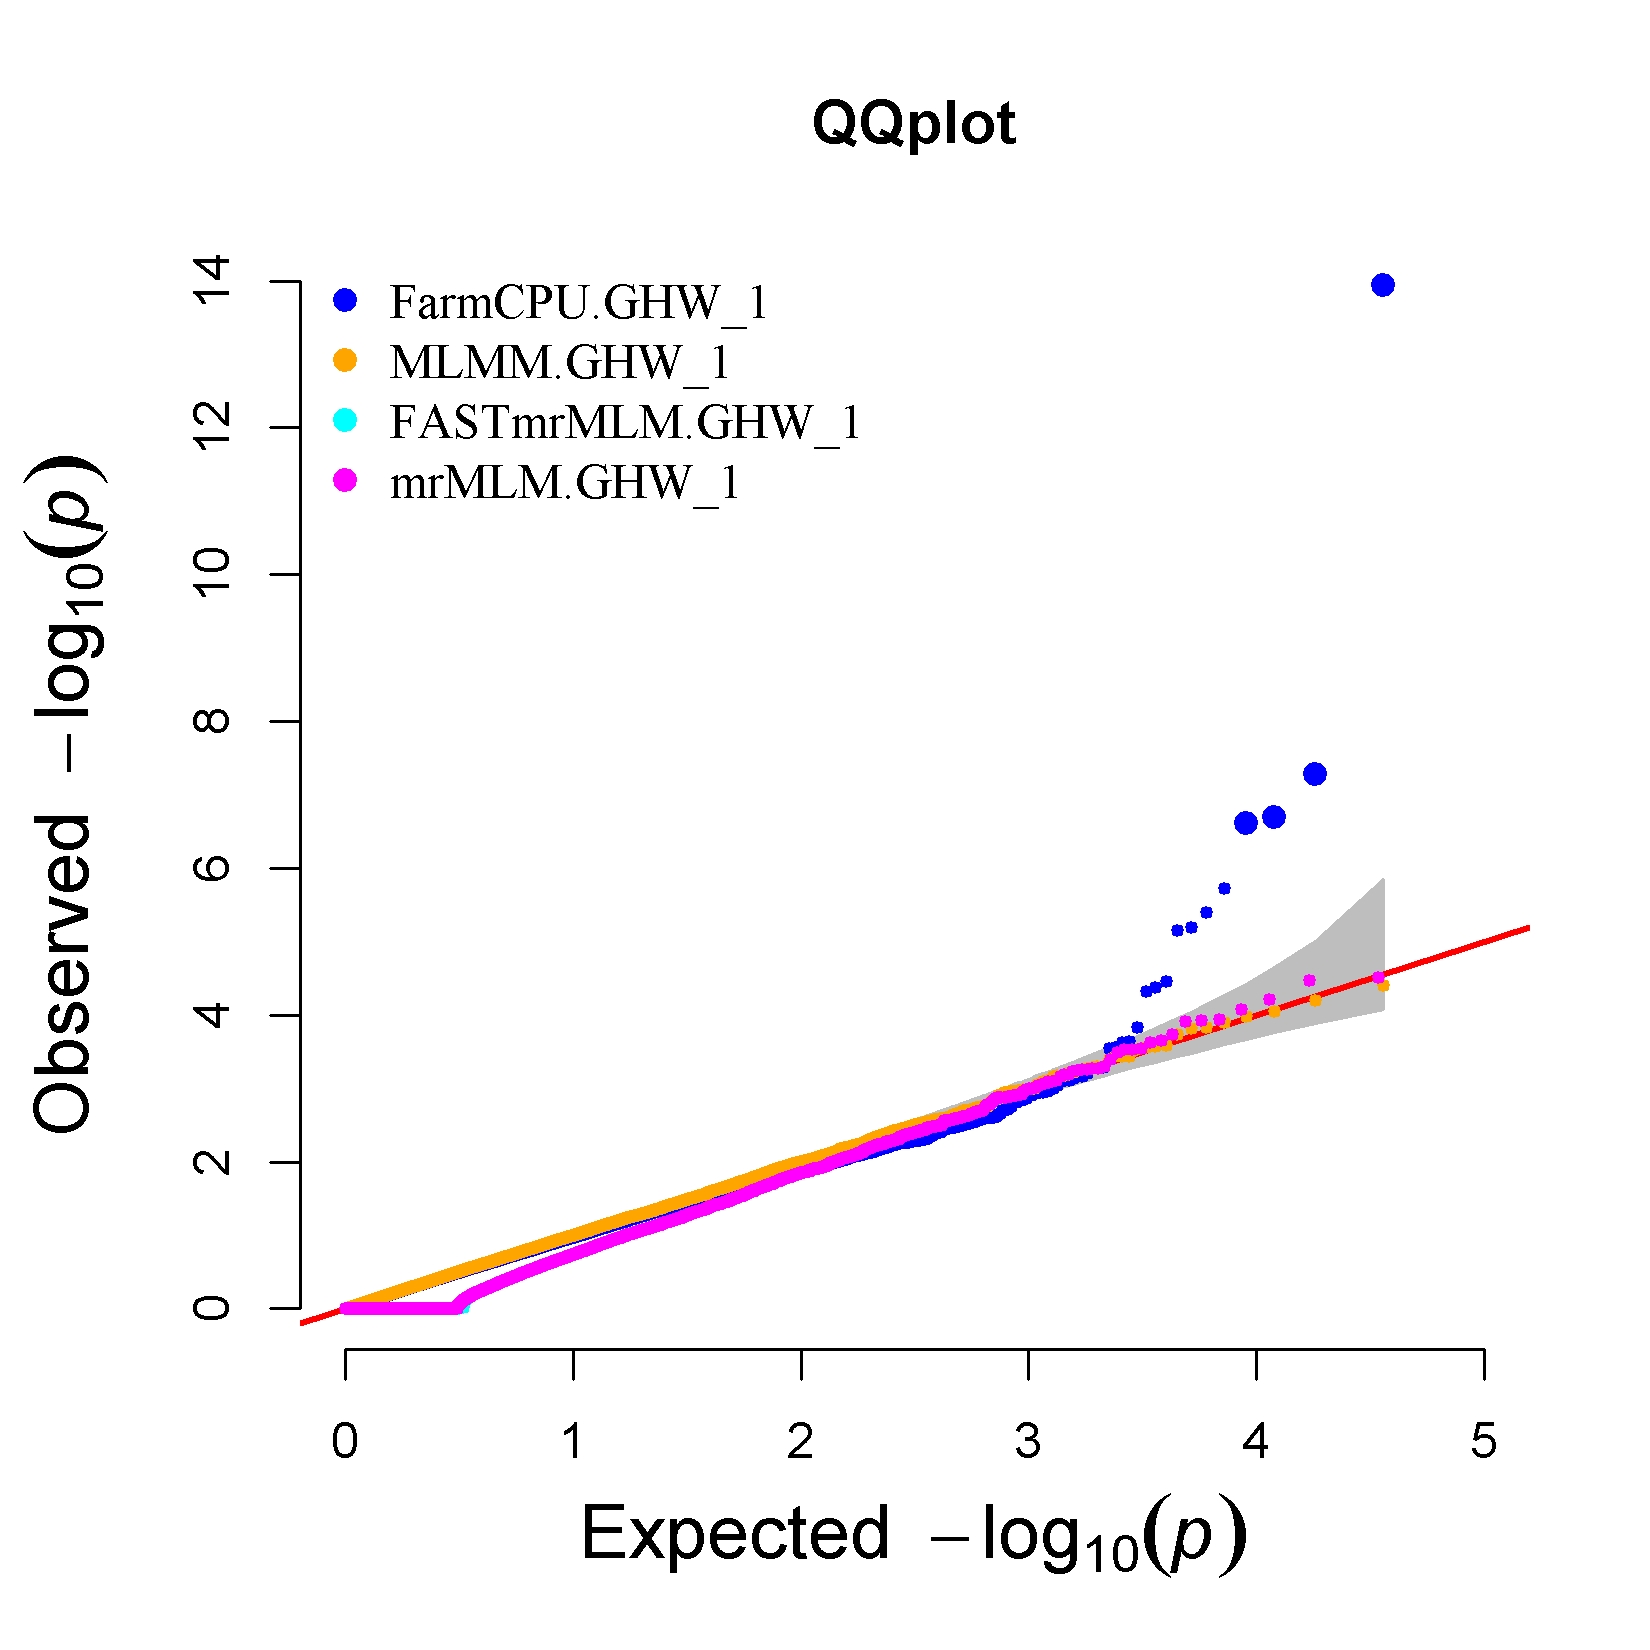 QQplot
FarmCPU.GHW_1
MLMM.GHW_1
FASTmrMLM.GHW_1
mrMLM.GHW_1
Observed −log10(p)
14
12
10
8
6
4
2
0
0 1 2 3 4 5
Expected −log10(p)